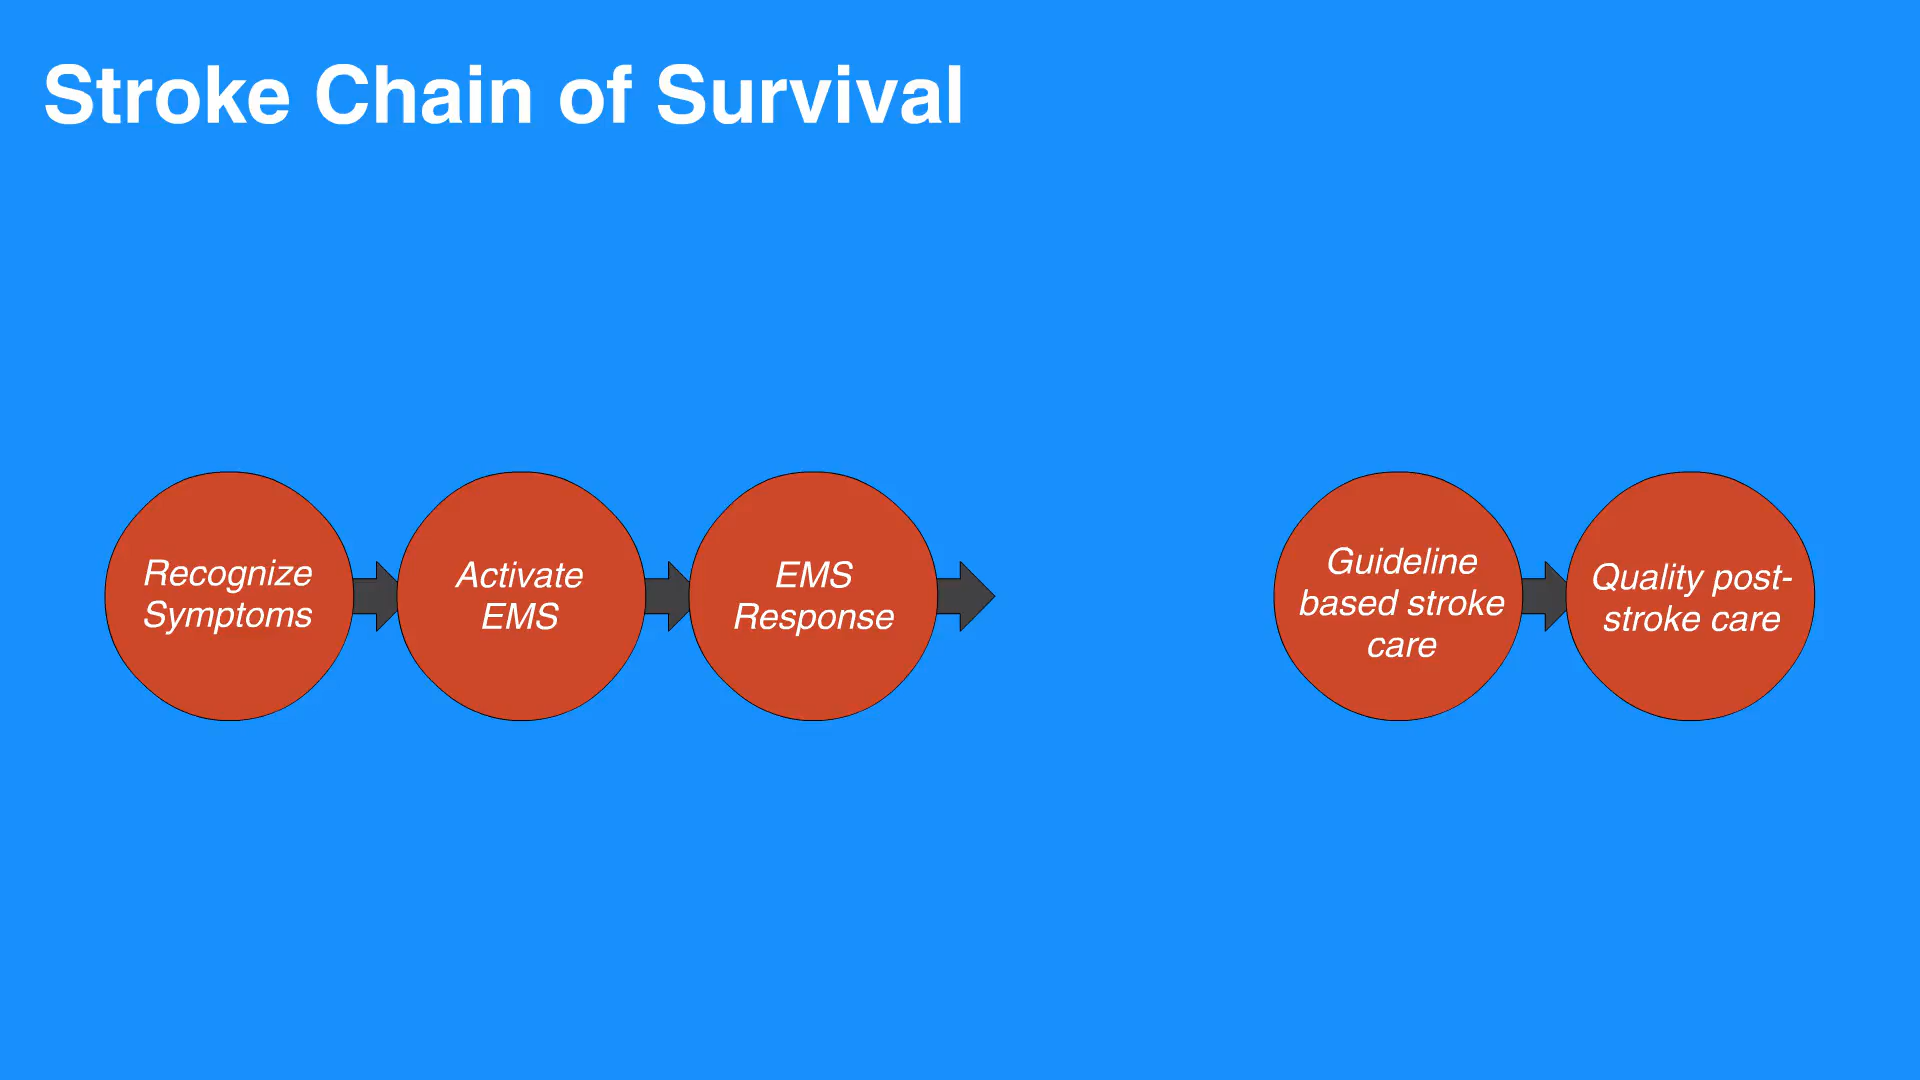 Stroke Chain of Survival
Recognize
Symptoms
Activate
EMS
EMS
Response
Guideline
based stroke
care
Quality post-
stroke care